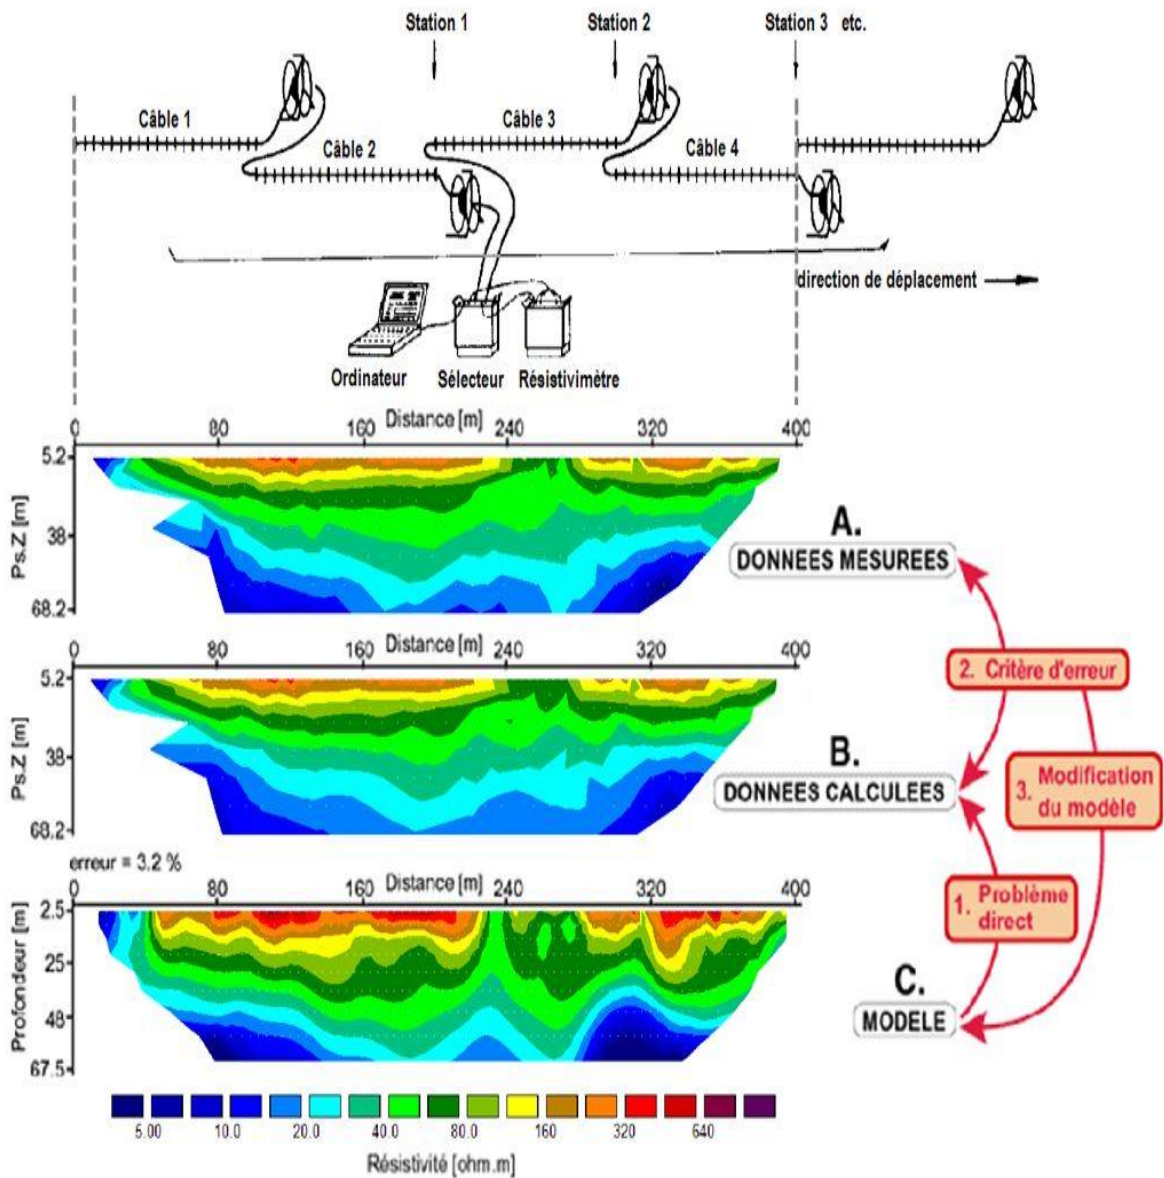 Station 1 Station 2 Station 3 etc.
Câble 1 Câble 3
Câble 2 Câble 4
direction de déplacement
Ordinateur Sélecteur Résistivimètre
Distance [m]
0 80 160 240 320 400
5.2
38
68.2
Ps.Z [m]
A.
DONNEES MESUREES
Distance [m]
0 80 160 240 320 400
5.2
38
68.2
Ps.Z [m]
2. Critère d'erreur
B.
DONNEES CALCULEES
3. Modification
du modèle
erreur = 3.2 %
Distance [m]
0 80 160 240 320 400
2.5
25
48
67.5
Profondeur [m]
1. Problème
direct
C.
MODELE
5.00 10.0 20.0 40.0 80.0 160 320 640
Résistivité [ohm.m]